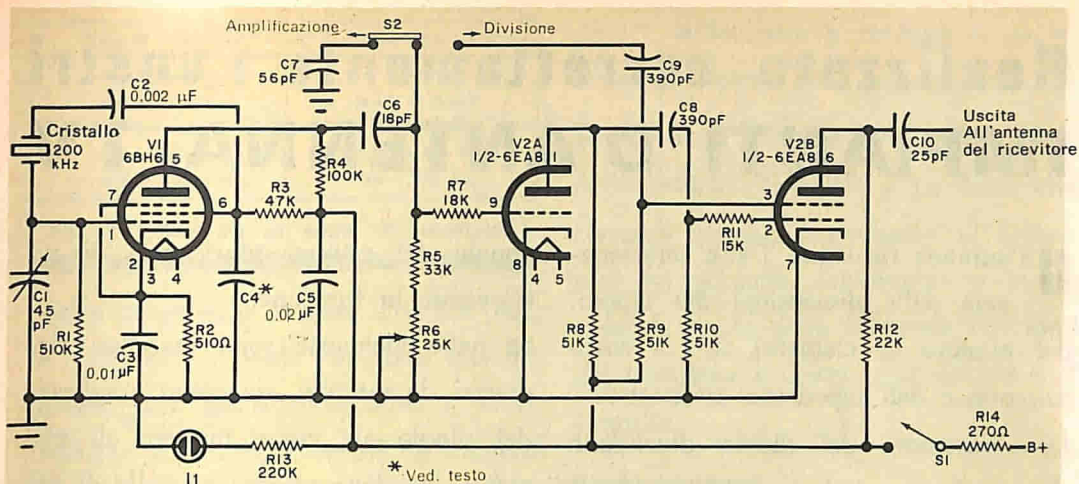 Amplificazione
S2
Divisione
C2
0.002 µF
C7
56pF
C9
390pF
Cristallo
200
kHz
V1
6BH6
5
C6
18pF
R4
100K
V2A
1/2-6EA8
1
C8
390pF
V2B
1/2-6EA8
6
C10
25pF
Uscita
All'antenna
del ricevitore
7
1
6
R3
47K
R7
18K
9
3
2
R11
15K
2
3
4
8
4
5
7
C1
45
pF
R1
510K
C3
0.01µF
R2
510Ω
C4*
C5
0.02µF
R5
33K
R6
25K
R8
51K
R9
51K
R10
51K
R12
22K
I1
R13
220K
*Ved. testo
S1
R14
270Ω
B+